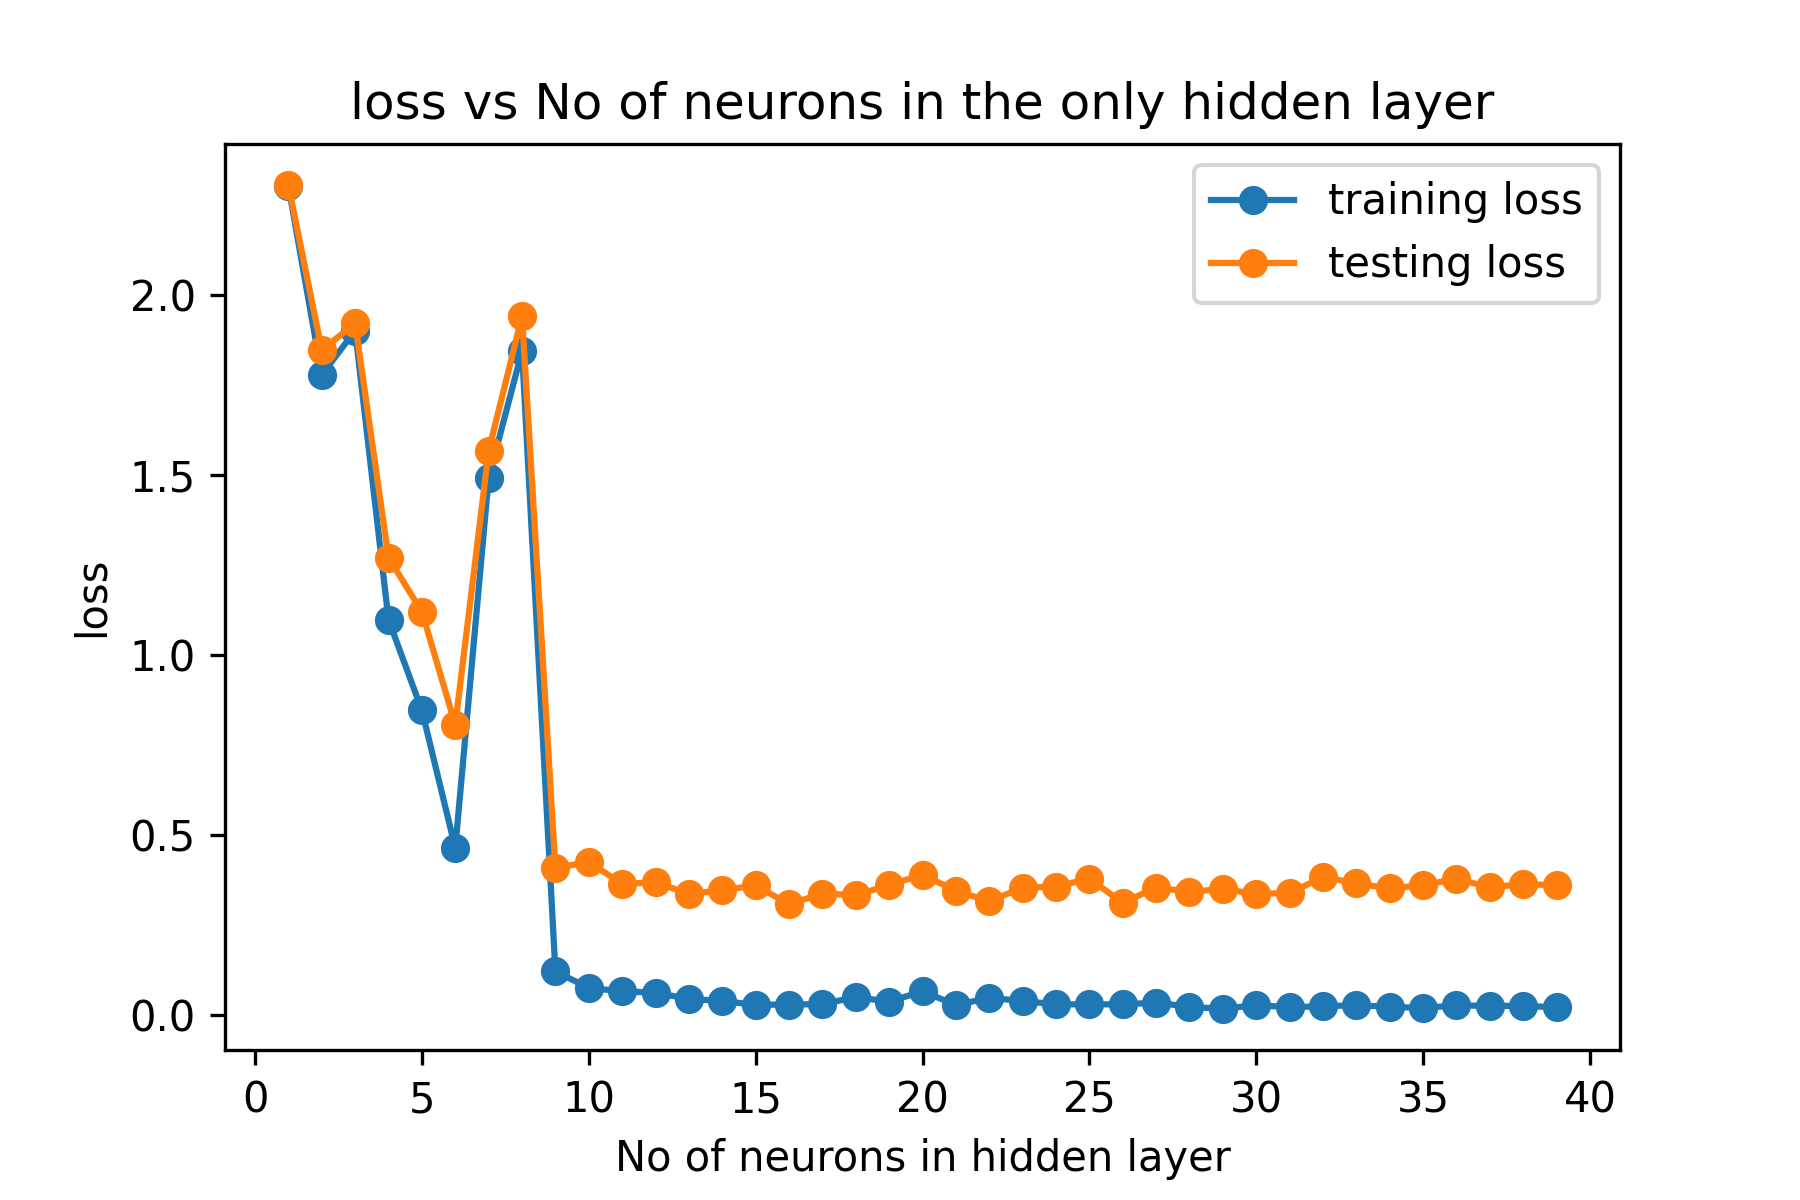 loss vs No of neurons in the only hidden layer
training loss
testing loss
loss
2.0
1.5
1.0
0.5
0.0
0 5 10 15 20 25 30 35 40
No of neurons in hidden layer